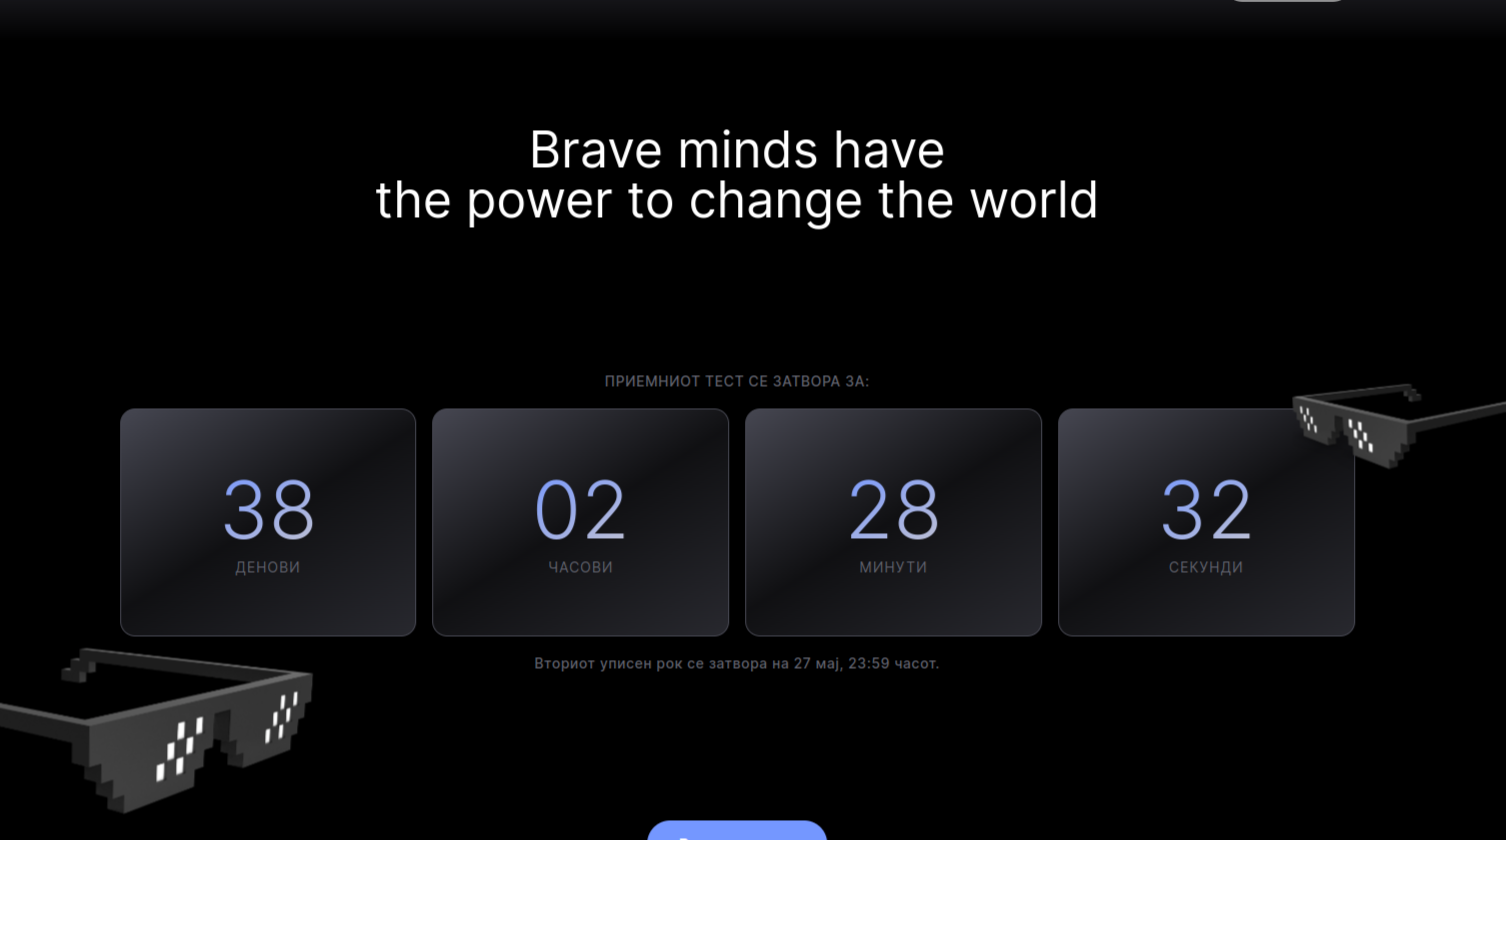 Brave minds have
the power to change the world
ПРИЕМНИОТ ТЕСТ СЕ ЗАТВОРА ЗА:
38
ДЕНОВИ
02
ЧАСОВИ
28
МИНУТИ
32
СЕКУНДИ
Вториот уписен рок се затвора на 27 мај, 23:59 часот.